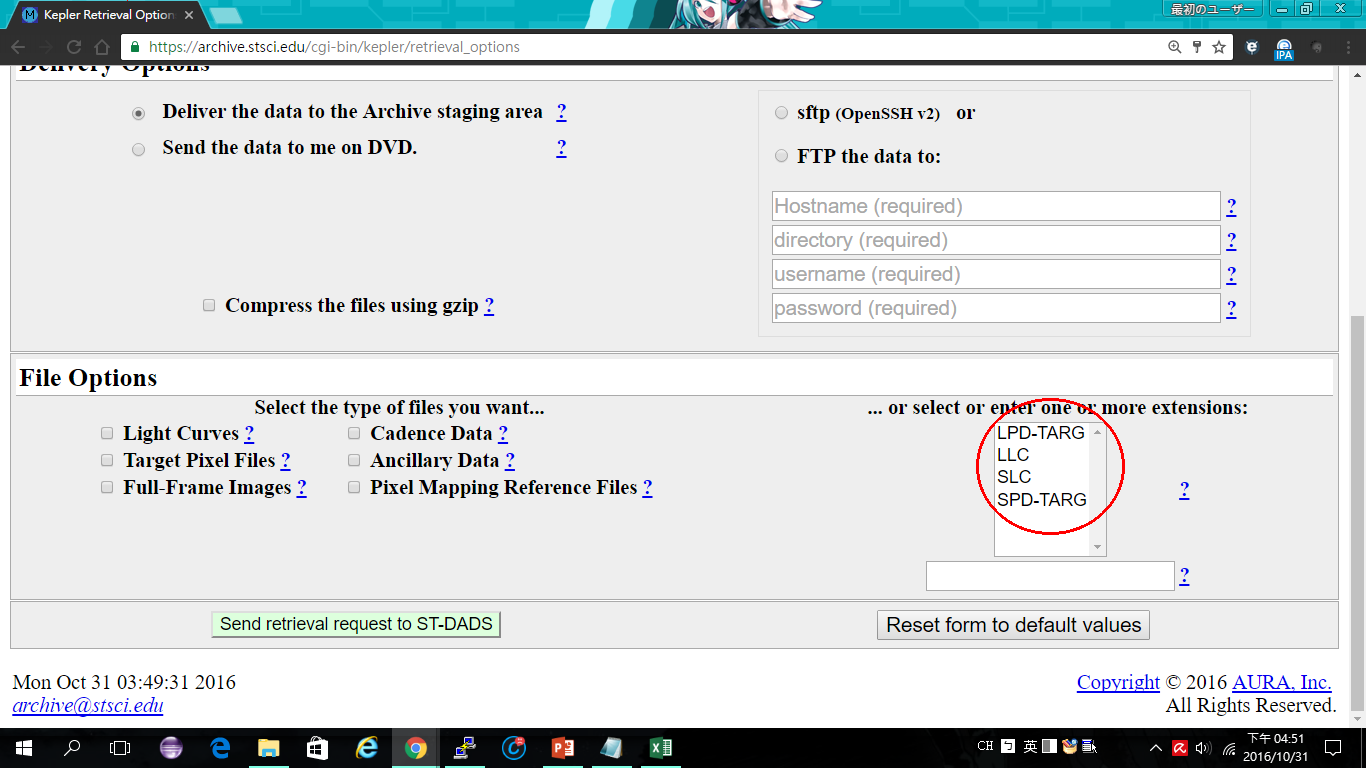 Kepler Retrieval Option
最初のユーザー
https://archive.stsci.edu/cgi-bin/kepler/retrieval_options
IPA
Delivery Options
Deliver the data to the Archive staging area ?
Send the data to me on DVD. ?
Compress the files using gzip ?
sftp (OpenSSH v2) or
FTP the data to:
Hostname (required) ?
directory (required) ?
username (required) ?
password (required) ?
File Options
Select the type of files you want...
Light Curves ? Cadence Data ?
Target Pixel Files ? Ancillary Data ?
Full-Frame Images ? Pixel Mapping Reference Files ?
... or select or enter one or more extensions:
LPD-TARG
LLC
SLC
SPD-TARG
?
?
Send retrieval request to ST-DADS
Reset form to default values
Mon Oct 31 03:49:31 2016
archive@stsci.edu
Copyright © 2016 AURA, Inc.
All Rights Reserved.
CH 英
下午 04:51
2016/10/31